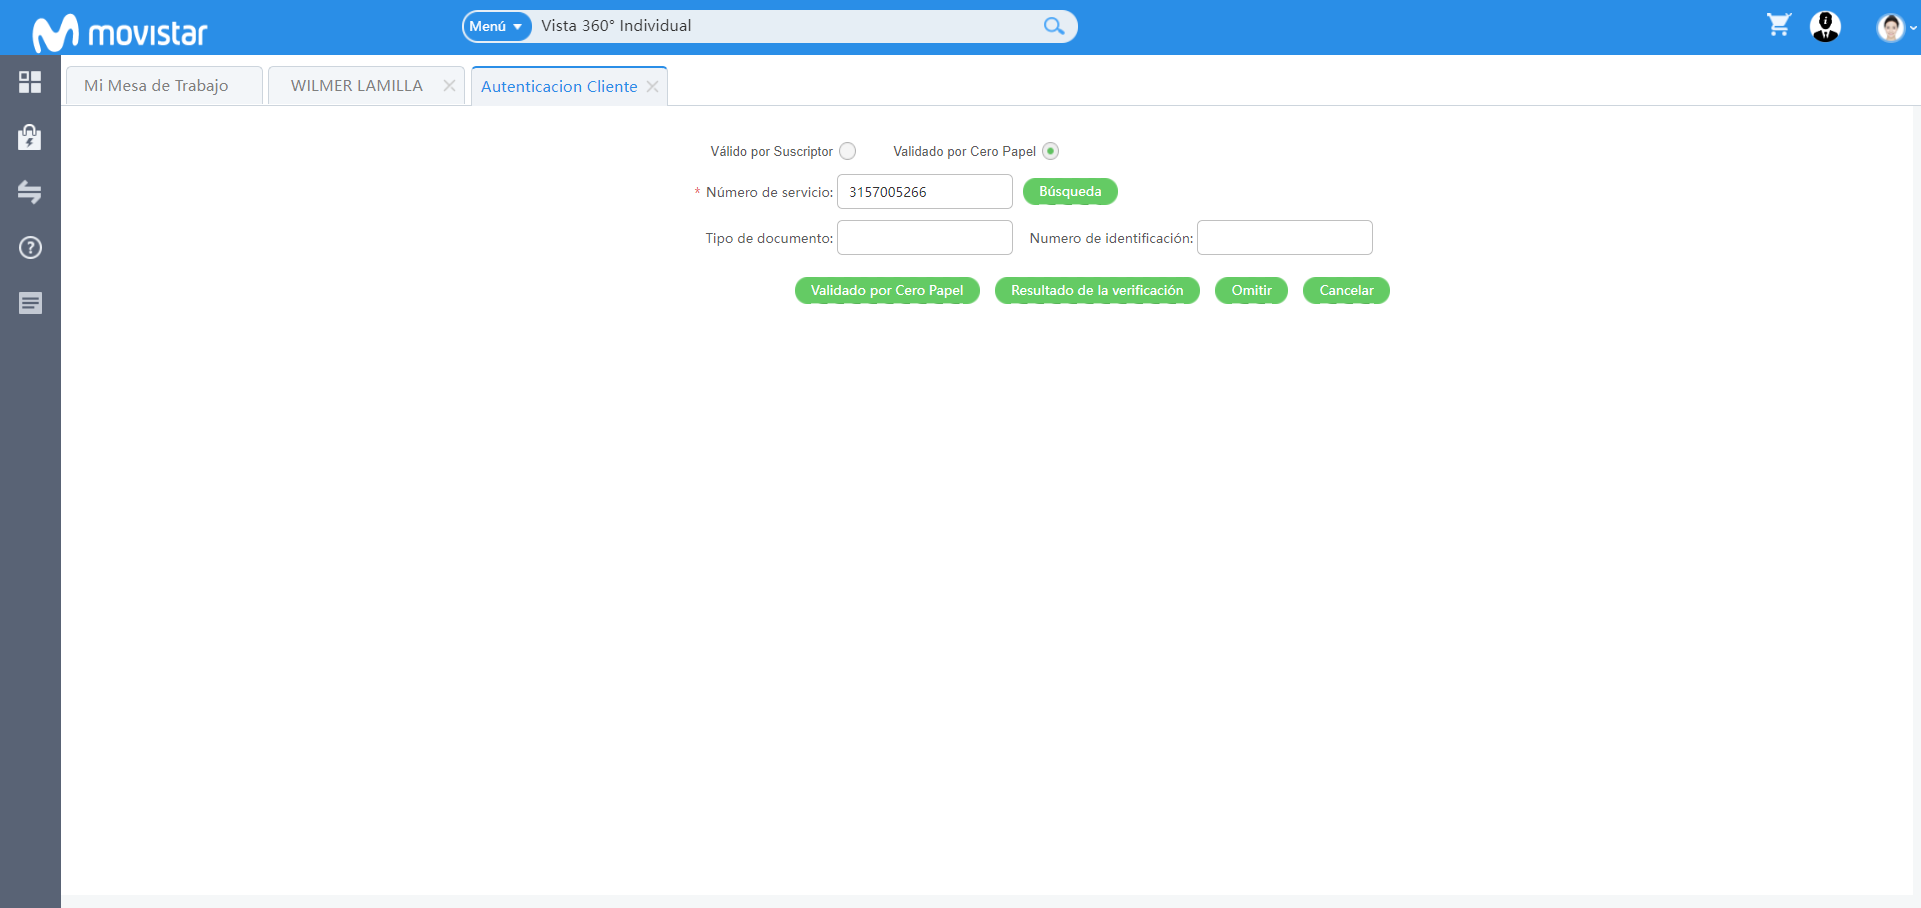 movistar
Menú Vista 360° Individual
Mi Mesa de Trabajo WILMER LAMILLA Autenticacion Cliente
Válido por Suscriptor Validado por Cero Papel
* Número de servicio: 3157005266 Búsqueda
Tipo de documento: Numero de identificación:
Validado por Cero Papel Resultado de la verificación Omitir Cancelar